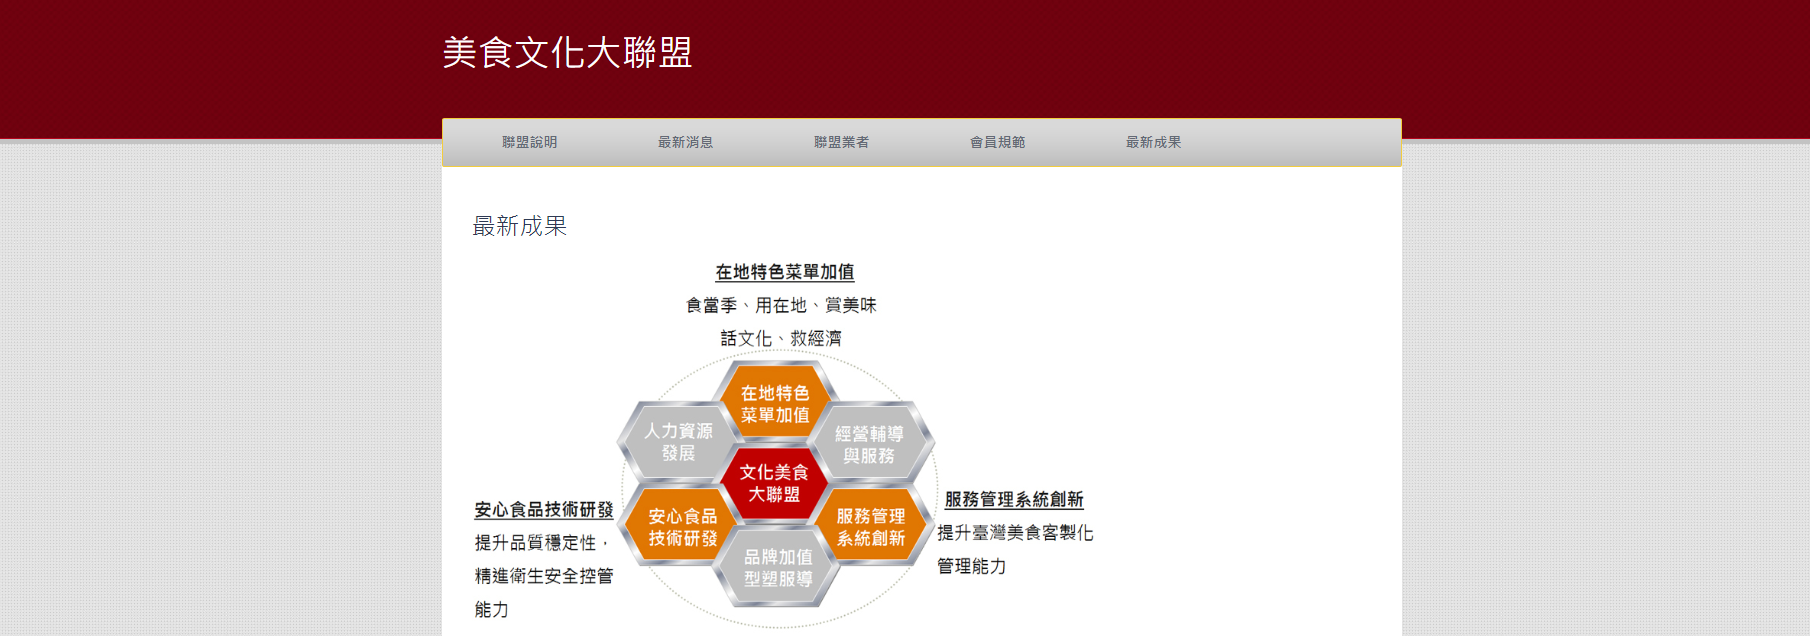 美食文化大聯盟
聯盟說明
最新消息
聯盟業者
會員規範
最新成果
最新成果
在地特色菜單加值
食當季、用在地、賞美味
話文化、救經濟
在地特色
菜單加值
人力資源
發展
經營輔導
與服務
文化美食
大聯盟
安心食品
技術研發
服務管理
系統創新
品牌加值
型塑服導
安心食品技術研發
提升品質穩定性，
精進衛生安全控管
能力
服務管理系統創新
提升臺灣美食客製化
管理能力